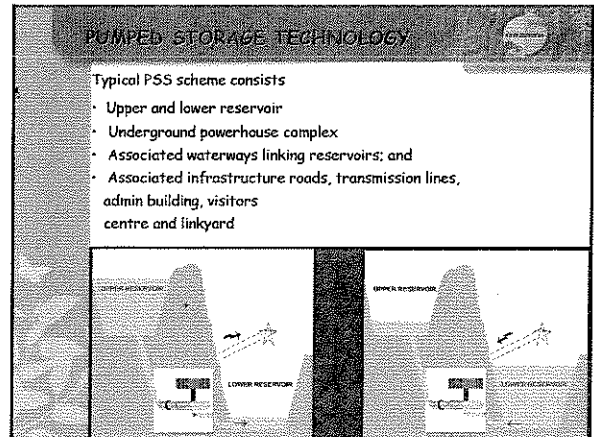 PUMPED STORAGE TECHNOLOGY
Typical PSS scheme consists
· Upper and lower reservoir
· Underground powerhouse complex
· Associated waterways linking reservoirs; and
· Associated infrastructure roads, transmission lines,
admin building, visitors
centre and linkyard
UPPER RESERVOIR
LOWER RESERVOIR
UPPER RESERVOIR
LOWER RESERVOIR